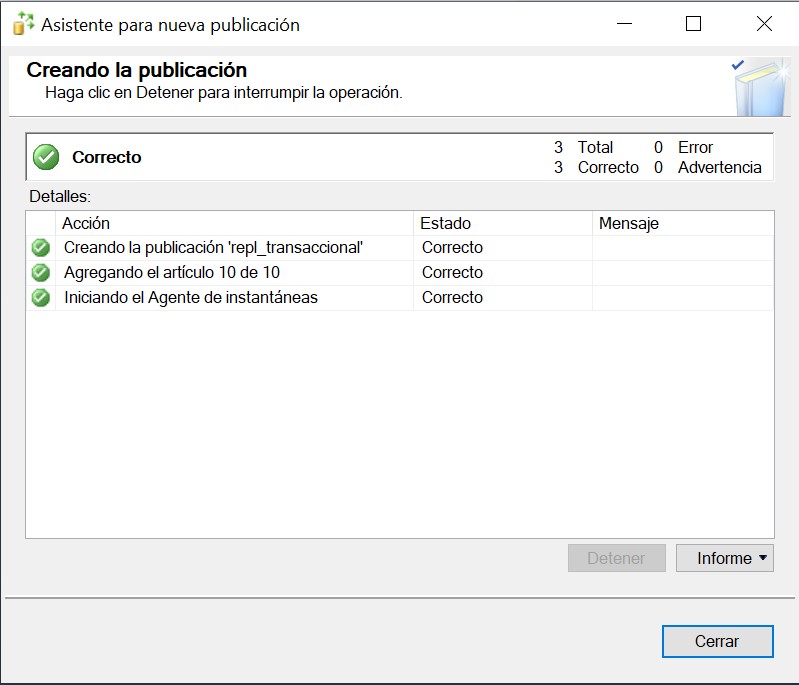 Asistente para nueva publicación
Creando la publicación
Haga clic en Detener para interrumpir la operación.
Correcto
3 Total 0 Error
3 Correcto 0 Advertencia
Detalles:
Acción Estado Mensaje
Creando la publicación 'repl_transaccional' Correcto
Agregando el artículo 10 de 10 Correcto
Iniciando el Agente de instantáneas Correcto
Detener Informe
Cerrar